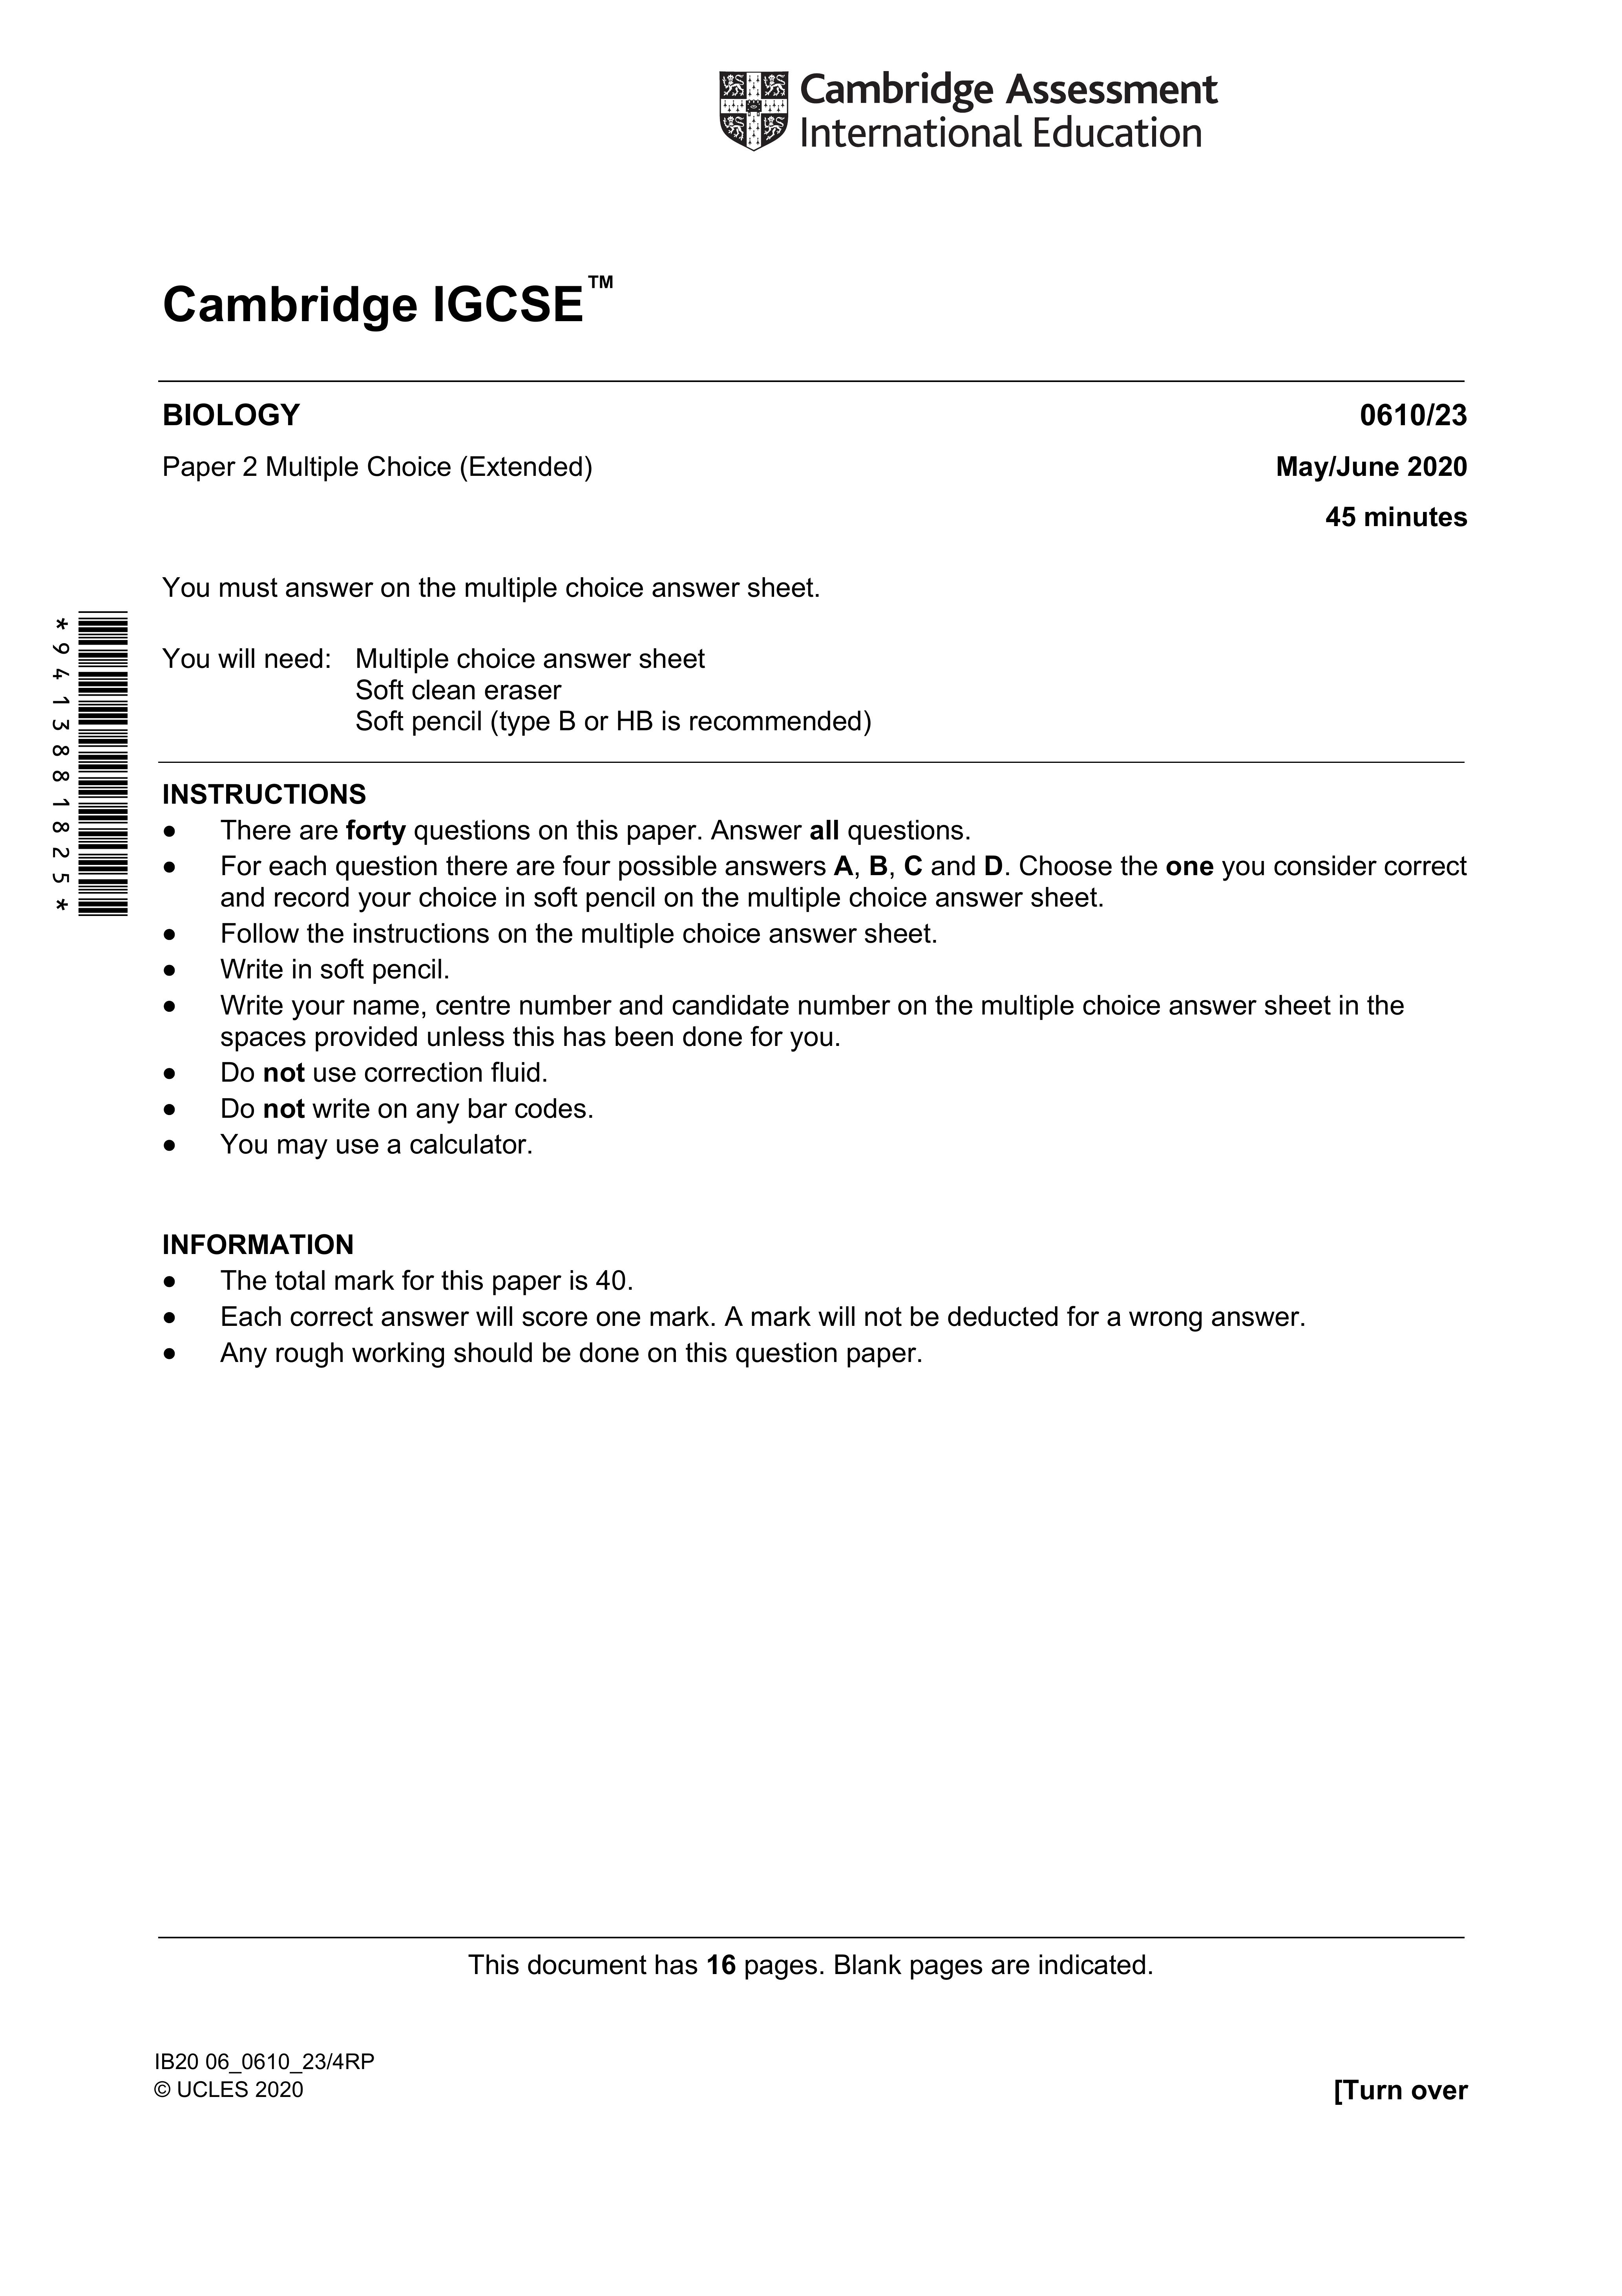 Cambridge Assessment
International Education
Cambridge IGCSE™
BIOLOGY 0610/23
Paper 2 Multiple Choice (Extended) May/June 2020
45 minutes
You must answer on the multiple choice answer sheet.
You will need: Multiple choice answer sheet
Soft clean eraser
Soft pencil (type B or HB is recommended)
*9413881825*
INSTRUCTIONS
● There are forty questions on this paper. Answer all questions.
● For each question there are four possible answers A, B, C and D. Choose the one you consider correct
and record your choice in soft pencil on the multiple choice answer sheet.
● Follow the instructions on the multiple choice answer sheet.
● Write in soft pencil.
● Write your name, centre number and candidate number on the multiple choice answer sheet in the
spaces provided unless this has been done for you.
● Do not use correction fluid.
● Do not write on any bar codes.
● You may use a calculator.
INFORMATION
● The total mark for this paper is 40.
● Each correct answer will score one mark. A mark will not be deducted for a wrong answer.
● Any rough working should be done on this question paper.
This document has 16 pages. Blank pages are indicated.
IB20 06_0610_23/4RP
© UCLES 2020 [Turn over